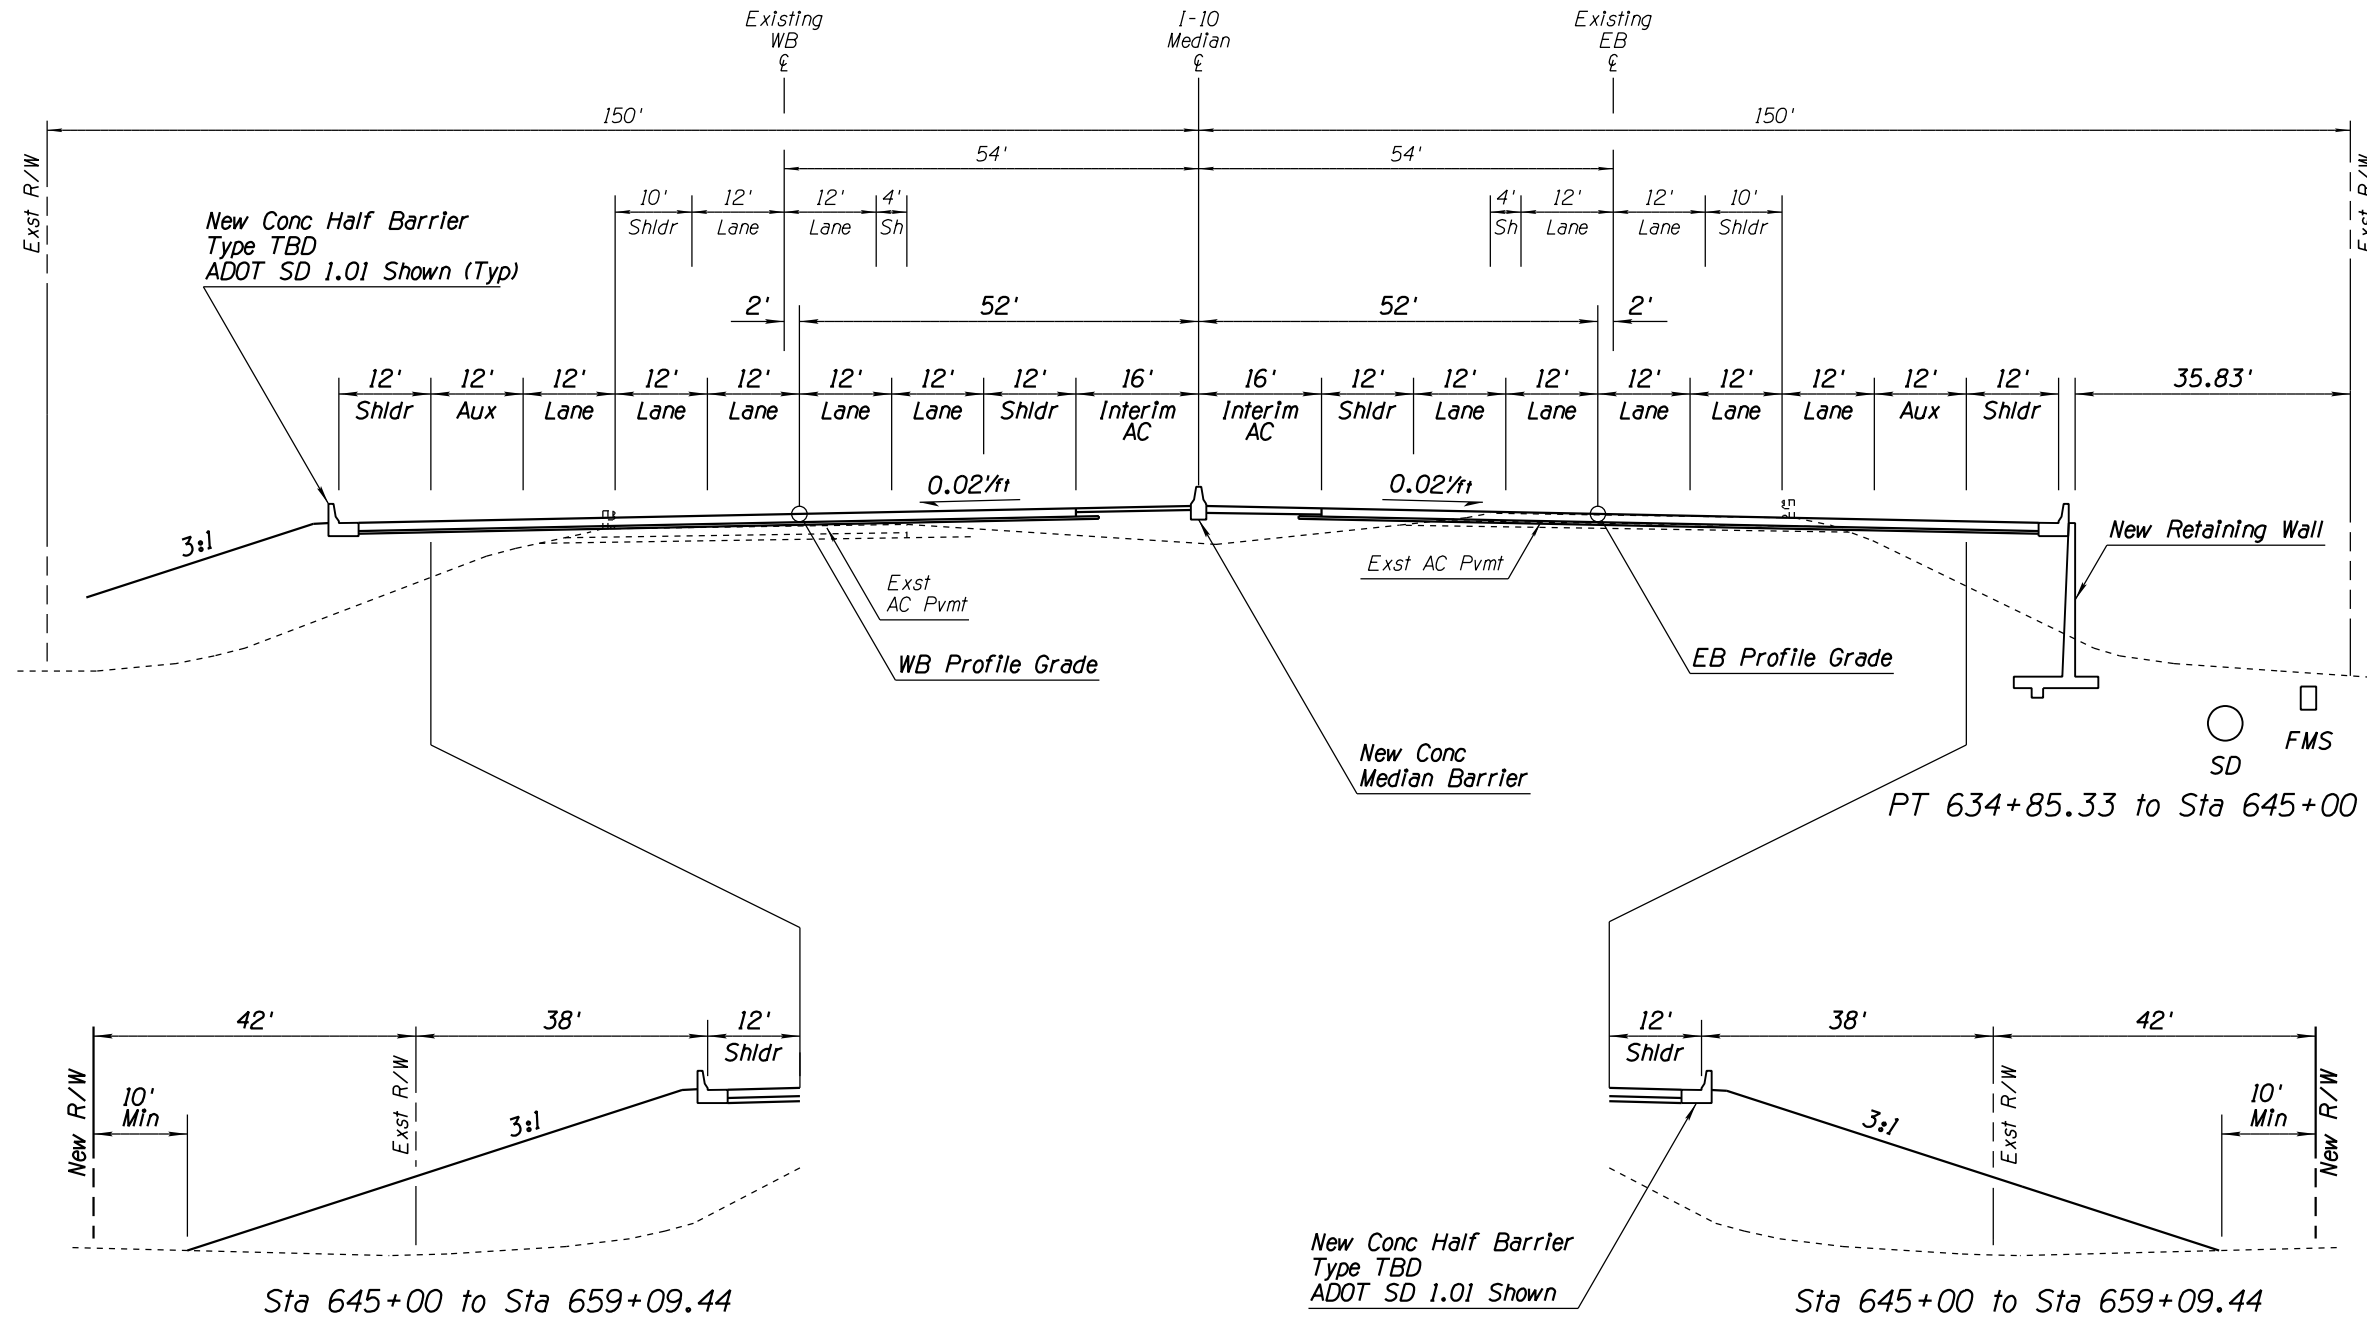 Existing
WB
℄
I-10
Median
℄
Existing
EB
℄
150' 150'
54' 54'
Exst R/W
Exst R/W
10' 12' 12' 4' 4' 12' 12' 10'
Shldr Lane Lane Sh Sh Lane Lane Shldr
New Conc Half Barrier
Type TBD
ADOT SD 1.01 Shown (Typ)
2' 52' 52' 2'
12' 12' 12' 12' 12' 12' 12' 12' 16' 16' 12' 12' 12' 12' 12' 12' 12' 12' 35.83'
Shldr Aux Lane Lane Lane Lane Lane Shldr Interim Interim Shldr Lane Lane Lane Lane Lane Aux Shldr
AC AC
0.02'/ft 0.02'/ft
3:1
New Retaining Wall
Exst
AC Pvmt
Exst AC Pvmt
WB Profile Grade
EB Profile Grade
New Conc
Median Barrier
SD
FMS
PT 634+85.33 to Sta 645+00
42' 38' 12'
Shldr
New R/W
10'
Min
Exst R/W
3:1
Sta 645+00 to Sta 659+09.44
12' 38' 42'
Shldr
3:1
Exst R/W
10'
Min
New R/W
New Conc Half Barrier
Type TBD
ADOT SD 1.01 Shown
Sta 645+00 to Sta 659+09.44